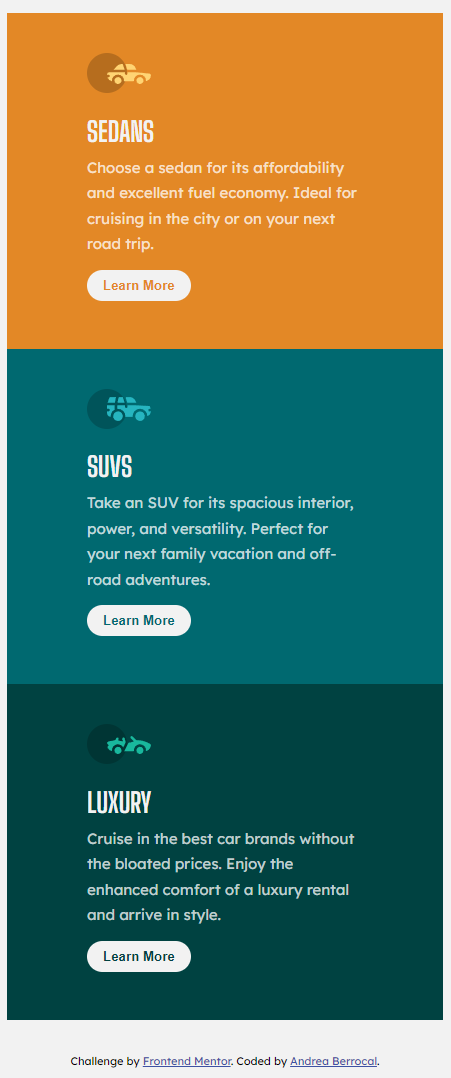 SEDANS
Choose a sedan for its affordability
and excellent fuel economy. Ideal for
cruising in the city or on your next
road trip.
Learn More
SUVS
Take an SUV for its spacious interior,
power, and versatility. Perfect for
your next family vacation and off-
road adventures.
Learn More
LUXURY
Cruise in the best car brands without
the bloated prices. Enjoy the
enhanced comfort of a luxury rental
and arrive in style.
Learn More
Challenge by Frontend Mentor. Coded by Andrea Berrocal.